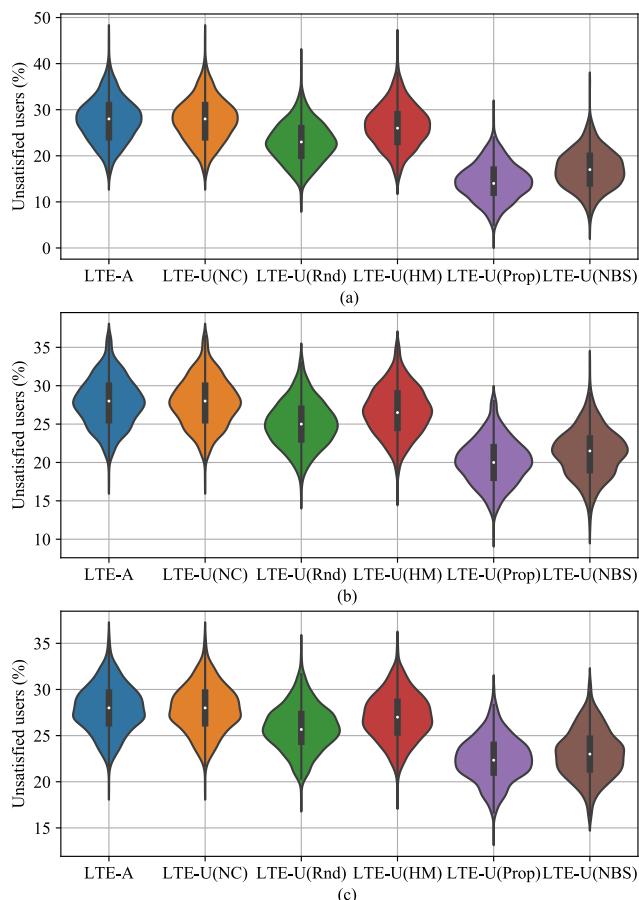 Unsatisfied users (%)
50
40
30
20
10
0
LTE-A LTE-U(NC) LTE-U(Rnd) LTE-U(HM) LTE-U(Prop) LTE-U(NBS)
(a)
Unsatisfied users (%)
35
30
25
20
15
10
LTE-A LTE-U(NC) LTE-U(Rnd) LTE-U(HM) LTE-U(Prop) LTE-U(NBS)
(b)
Unsatisfied users (%)
35
30
25
20
15
LTE-A LTE-U(NC) LTE-U(Rnd) LTE-U(HM) LTE-U(Prop) LTE-U(NBS)
(c)